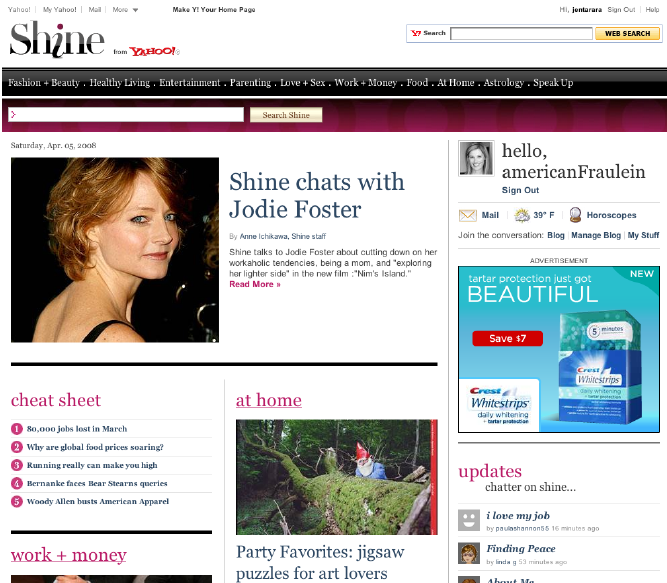 Yahoo! My Yahoo! Mail More Make Y! Your Home Page Hi, jentarara Sign Out Help
Shine from YAHOO!
Y! Search WEB SEARCH
Fashion + Beauty . Healthy Living . Entertainment . Parenting . Love + Sex . Work + Money . Food . At Home . Astrology . Speak Up
Search Shine
Saturday, Apr. 05, 2008
Shine chats with
Jodie Foster
By Anne Ichikawa, Shine staff
Shine talks to Jodie Foster about cutting down on her
workaholic tendencies, being a mom, and "exploring
her lighter side" in the new film :"Nim's Island."
Read More »
hello,
americanFraulein
Sign Out
Mail 39° F Horoscopes
Join the conversation: Blog Manage Blog My Stuff
ADVERTISEMENT
tartar protection just got
BEAUTIFUL
NEW
Save $7
5 minutes
Crest
Whitestrips
daily whitening
+ tartar protection
Crest
Whitestrips
daily whitening
+ tartar protection
cheat sheet
1 80,000 jobs lost in March
2 Why are global food prices soaring?
3 Running really can make you high
4 Bernanke faces Bear Stearns queries
5 Woody Allen busts American Apparel
work + money
at home
Party Favorites: jigsaw
puzzles for art lovers
updates
chatter on shine...
i love my job
by paulashannon55 16 minutes ago
Finding Peace
by linda g 53 minutes ago
About Me